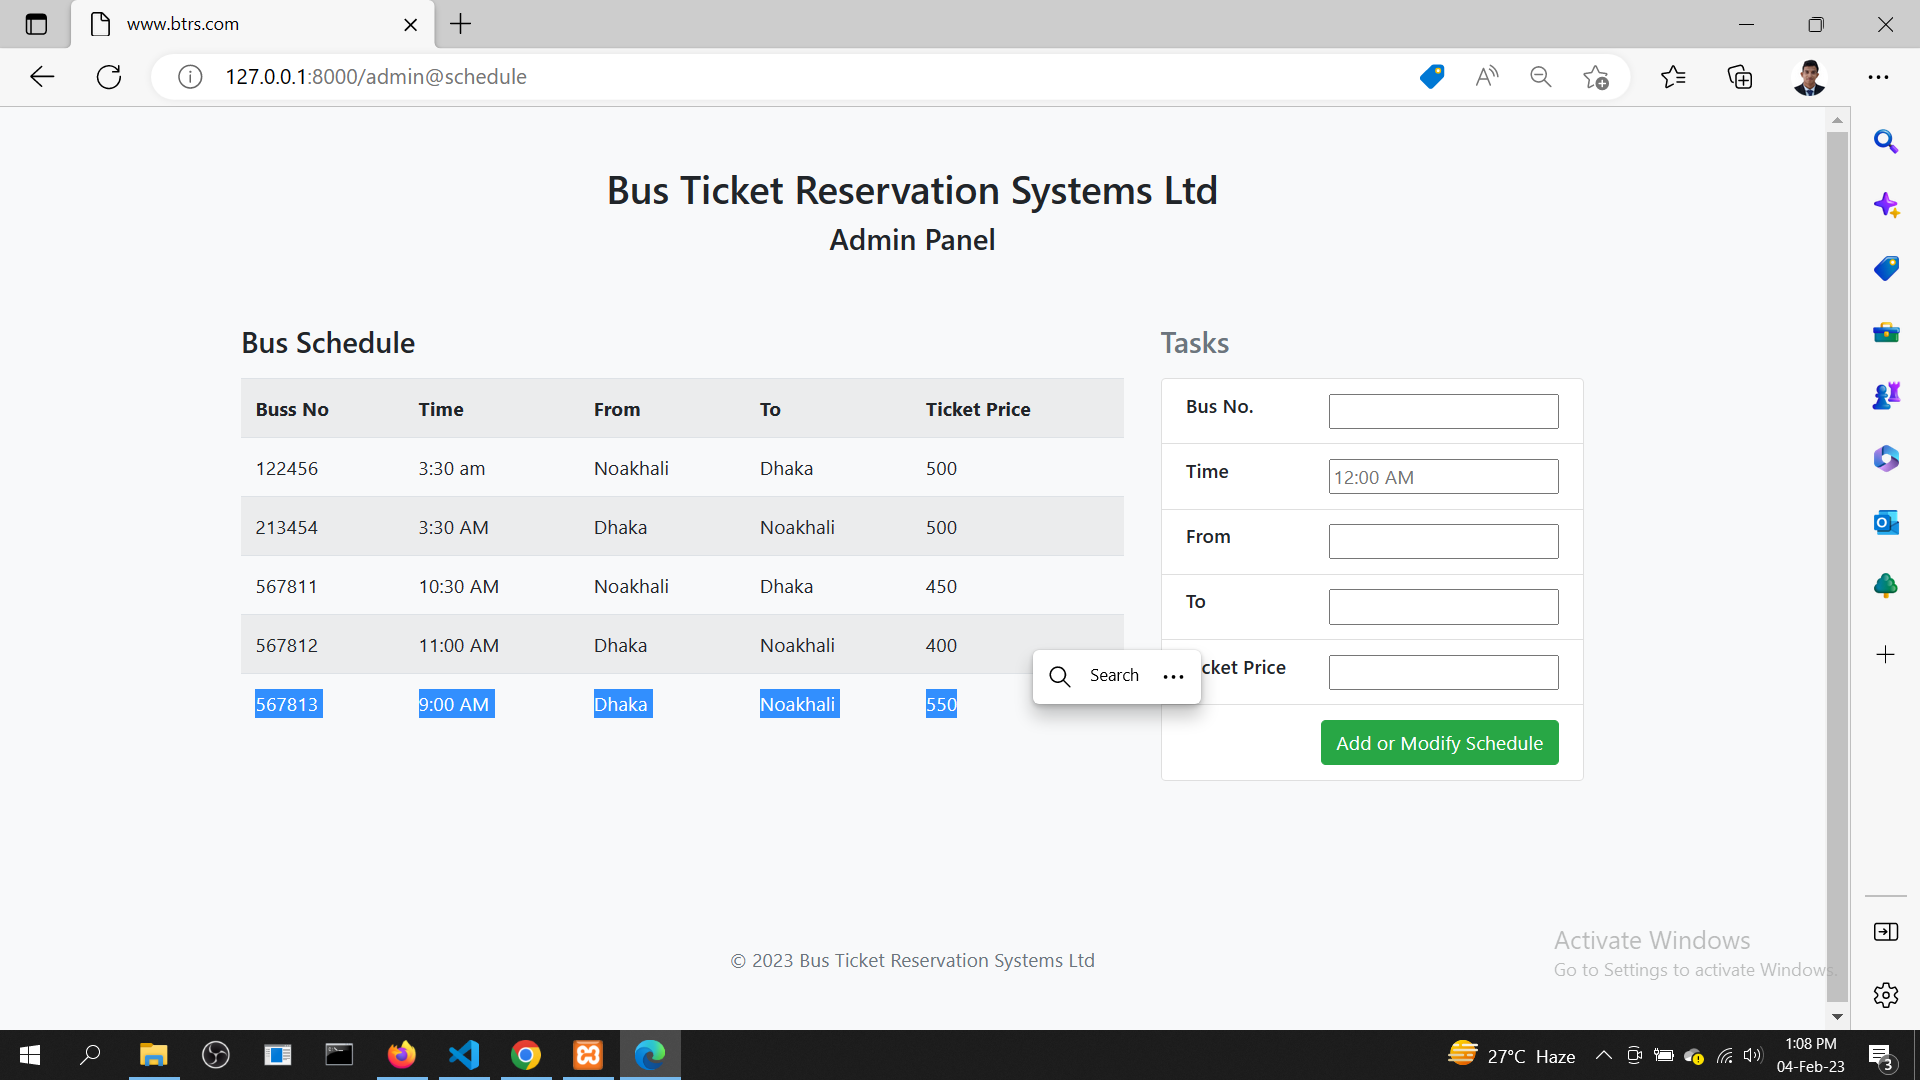 www.btrs.com
127.0.0.1:8000/admin@schedule
Bus Ticket Reservation Systems Ltd
Admin Panel
Bus Schedule
Buss No Time From To Ticket Price
122456 3:30 am Noakhali Dhaka 500
213454 3:30 AM Dhaka Noakhali 500
567811 10:30 AM Noakhali Dhaka 450
567812 11:00 AM Dhaka Noakhali 400
567813 9:00 AM Dhaka Noakhali 550
Search
Tasks
Bus No.
Time 12:00 AM
From
To
cket Price
Add or Modify Schedule
© 2023 Bus Ticket Reservation Systems Ltd
Activate Windows
Go to Settings to activate Windows.
27°C Haze
1:08 PM
04-Feb-23
3